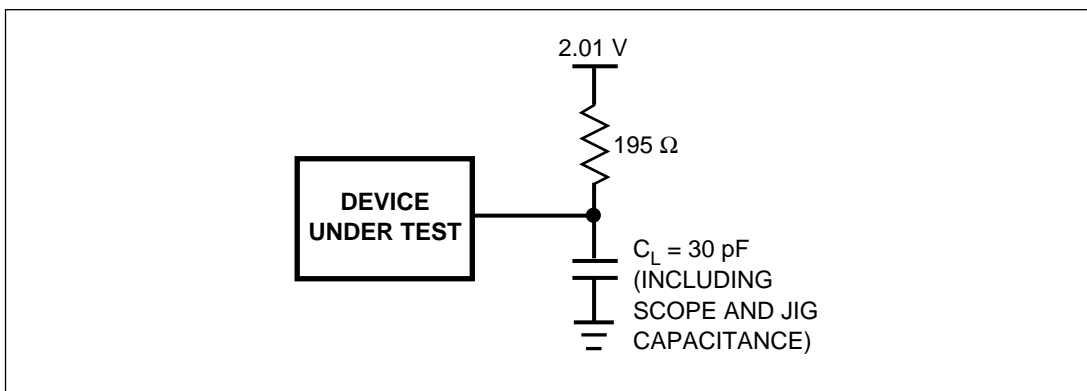 2.01 V
195 Ω
DEVICE
UNDER TEST
C_L = 30 pF
(INCLUDING
SCOPE AND JIG
CAPACITANCE)